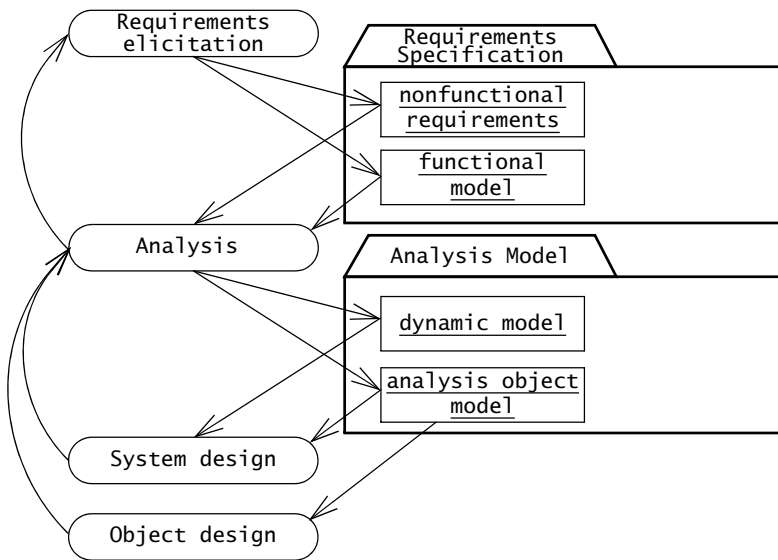 Requirements
elicitation
Requirements
Specification
nonfunctional
requirements
functional
model
Analysis
Analysis Model
dynamic model
analysis object
model
System design
Object design